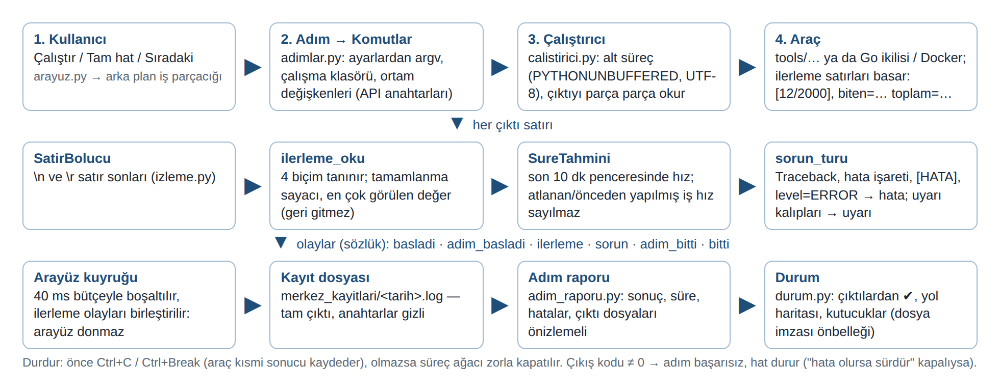 1. Kullanıcı
Çalıştır / Tam hat / Sıradaki
arayuz.py → arka plan iş parçacığı
2. Adım → Komutlar
adimlar.py: ayarlardan argv,
çalışma klasörü, ortam
değişkenleri (API anahtarları)
3. Çalıştırıcı
calistirici.py: alt süreç
(PYTHONUNBUFFERED, UTF-
8), çıktıyı parça parça okur
4. Araç
tools/… ya da Go ikilisi / Docker;
ilerleme satırları basar:
[12/2000], biten=… toplam=…
▼ her çıktı satırı
SatirBolucu
\n ve \r satır sonları (izleme.py)
ilerleme_oku
4 biçim tanınır; tamamlanma
sayacı, en çok görülen değer
(geri gitmez)
SureTahmini
son 10 dk penceresinde hız;
atlanan/önceden yapılmış iş hız
sayılmaz
sorun_turu
Traceback, hata işareti, [HATA],
level=ERROR → hata; uyarı
kalıpları → uyarı
▼ olaylar (sözlük): basladi · adim_basladi · ilerleme · sorun · adim_bitti · bitti
Arayüz kuyruğu
40 ms bütçeyle boşaltılır,
ilerleme olayları birleştirilir:
arayüz donmaz
Kayıt dosyası
merkez_kayitlari/<tarih>.log —
tam çıktı, anahtarlar gizli
Adım raporu
adim_raporu.py: sonuç, süre,
hatalar, çıktı dosyaları
önizlemeli
Durum
durum.py: çıktılardan ✔, yol
haritası, kutucuklar (dosya
imzası önbelleği)
Durdur: önce Ctrl+C / Ctrl+Break (araç kısmi sonucu kaydeder), olmazsa süreç ağacı zorla kapatılır. Çıkış kodu ≠ 0 → adım başarısız, hat durur ("hata olursa sürdür" kapalıysa).